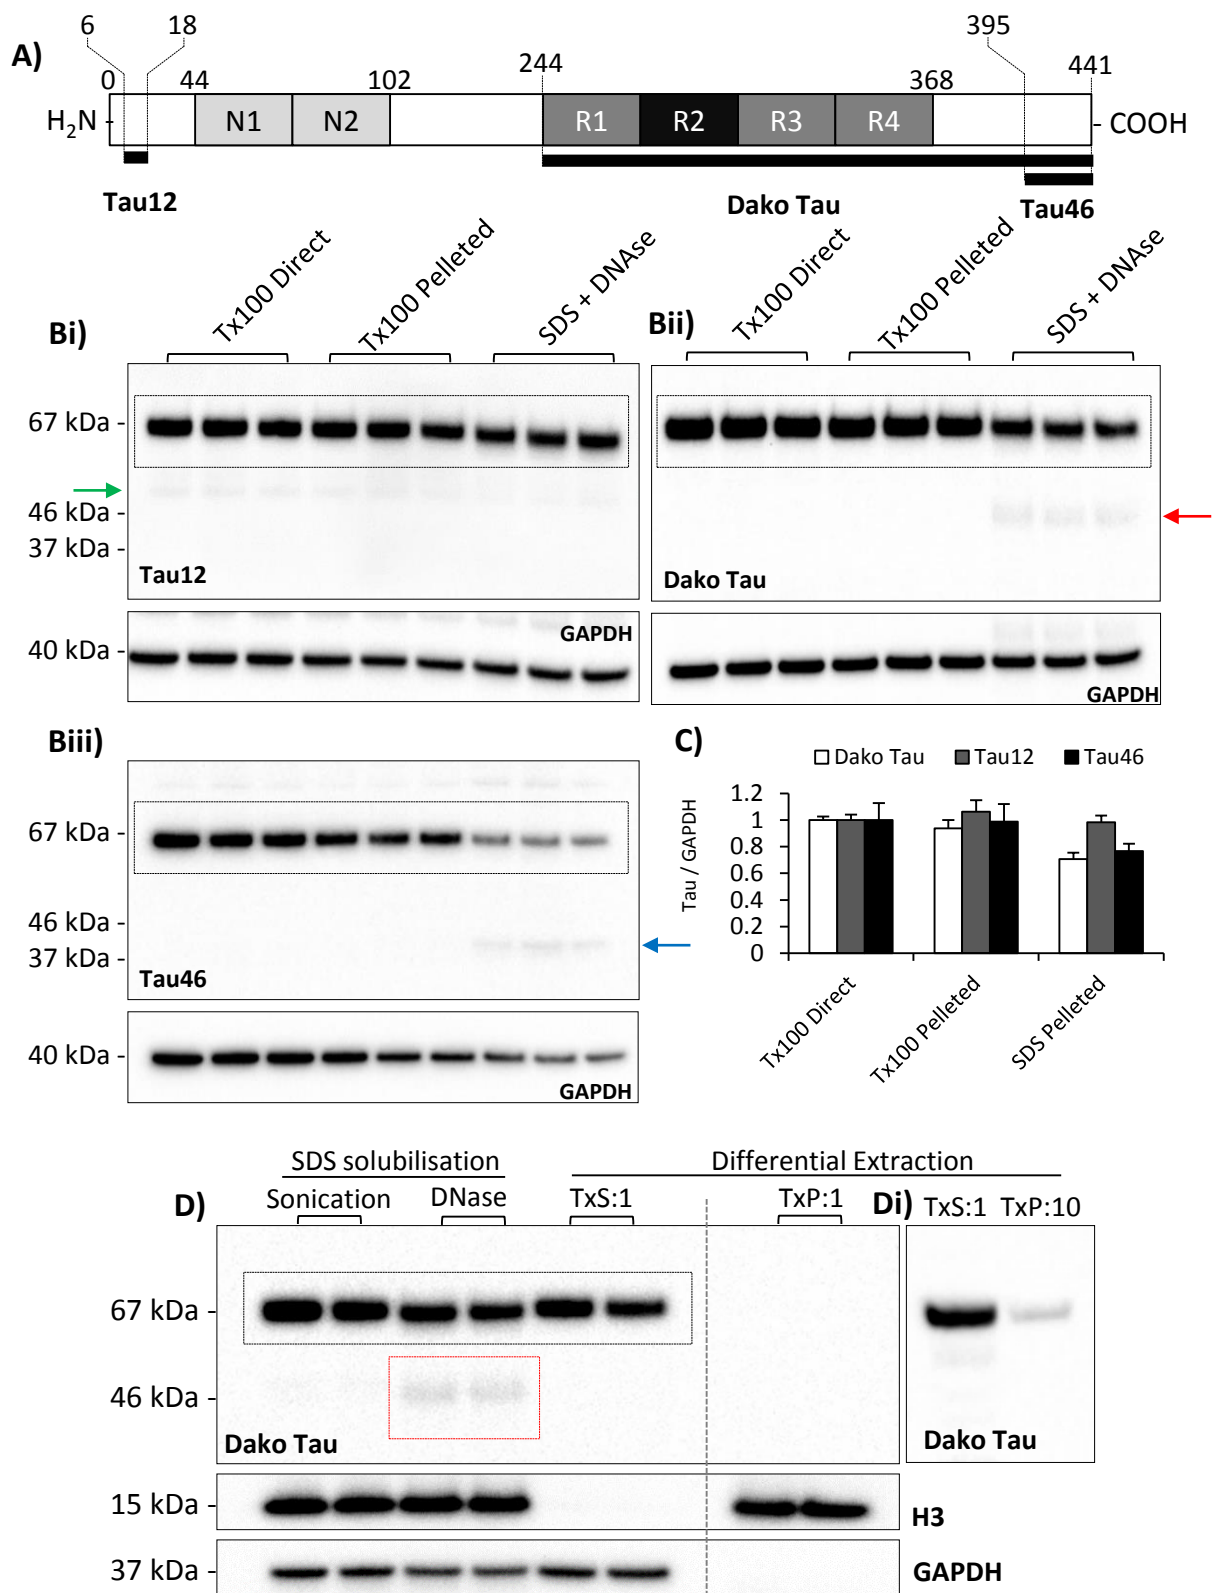 A)
6 18 395
0 44 102 244 368 441
H2N - N1 N2 R1 R2 R3 R4 - COOH
Tau12 Dako Tau Tau46
Bi)
Tx100 Direct Tx100 Pelleted SDS + DNAse
67 kDa -
46 kDa -
37 kDa -
Tau12
40 kDa -
GAPDH
Bii)
Tx100 Direct Tx100 Pelleted SDS + DNAse
Dako Tau
GAPDH
Biii)
67 kDa -
46 kDa -
37 kDa -
Tau46
40 kDa -
GAPDH
C)
Dako Tau Tau12 Tau46
Tau / GAPDH
1.2
1
0.8
0.6
0.4
0.2
0
Tx100 Direct Tx100 Pelleted SDS Pelleted
SDS solubilisation Differential Extraction
D) Sonication DNase TxS:1 TxP:1
67 kDa -
46 kDa -
Dako Tau
15 kDa -
H3
37 kDa -
GAPDH
Di) TxS:1 TxP:10
Dako Tau